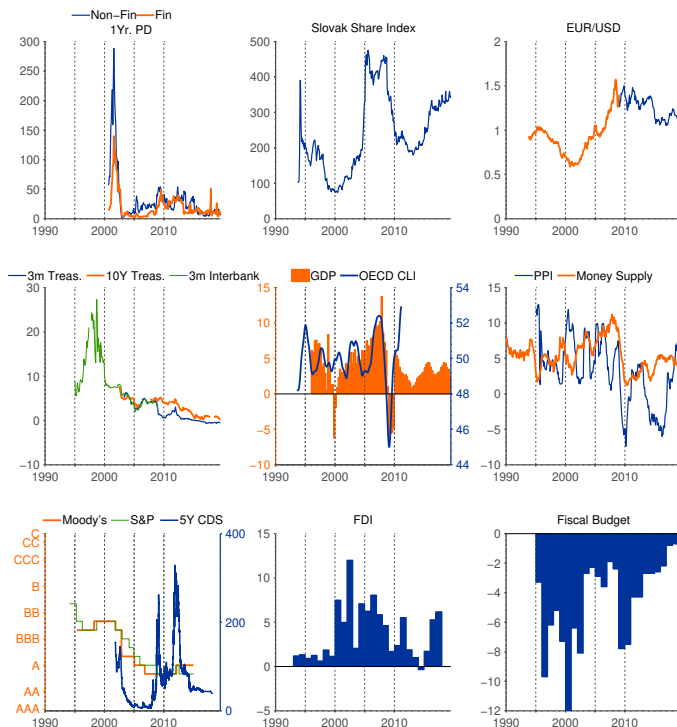 Non-Fin Fin
1Yr. PD
300
250
200
150
100
50
0
1990 2000 2010
Slovak Share Index
500
400
300
200
100
0
1990 2000 2010
EUR/USD
2
1.5
1
0.5
0
1990 2000 2010
3m Treas. 10Y Treas. 3m Interbank
30
20
10
0
−10
1990 2000 2010
GDP OECD CLI
15
10
5
0
−5
−10
54
52
50
48
46
44
1990 2000 2010
PPI Money Supply
15
10
5
0
−5
−10
1990 2000 2010
Moody's S&P 5Y CDS
C
CC
CCC
B
BB
BBB
A
AA
AAA
400
200
0
1990 2000 2010
FDI
15
10
5
0
−5
1990 2000 2010
Fiscal Budget
0
−2
−4
−6
−8
−10
−12
1990 2000 2010